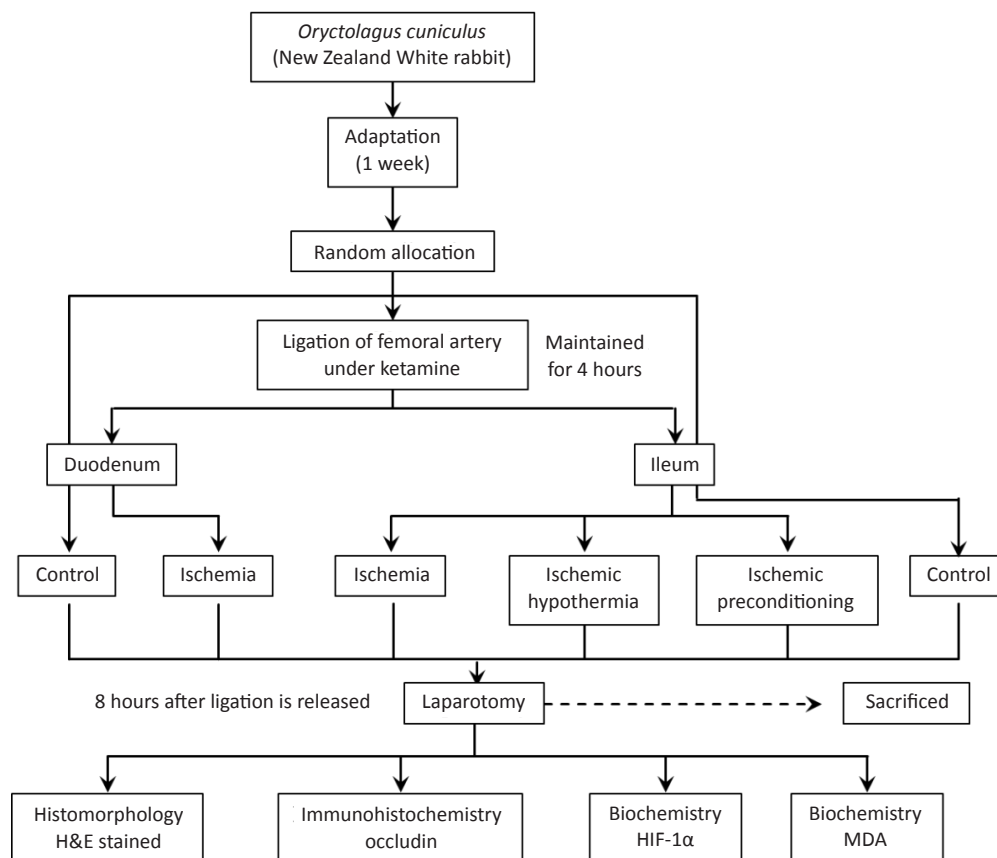 Oryctolagus cuniculus
(New Zealand White rabbit)
Adaptation
(1 week)
Random allocation
Ligation of femoral artery
under ketamine
Maintained
for 4 hours
Duodenum
Ileum
Control
Ischemia
Ischemia
Ischemic
hypothermia
Ischemic
preconditioning
Control
8 hours after ligation is released
Laparotomy
Sacrificed
Histomorphology
H&E stained
Immunohistochemistry
occludin
Biochemistry
HIF-1α
Biochemistry
MDA